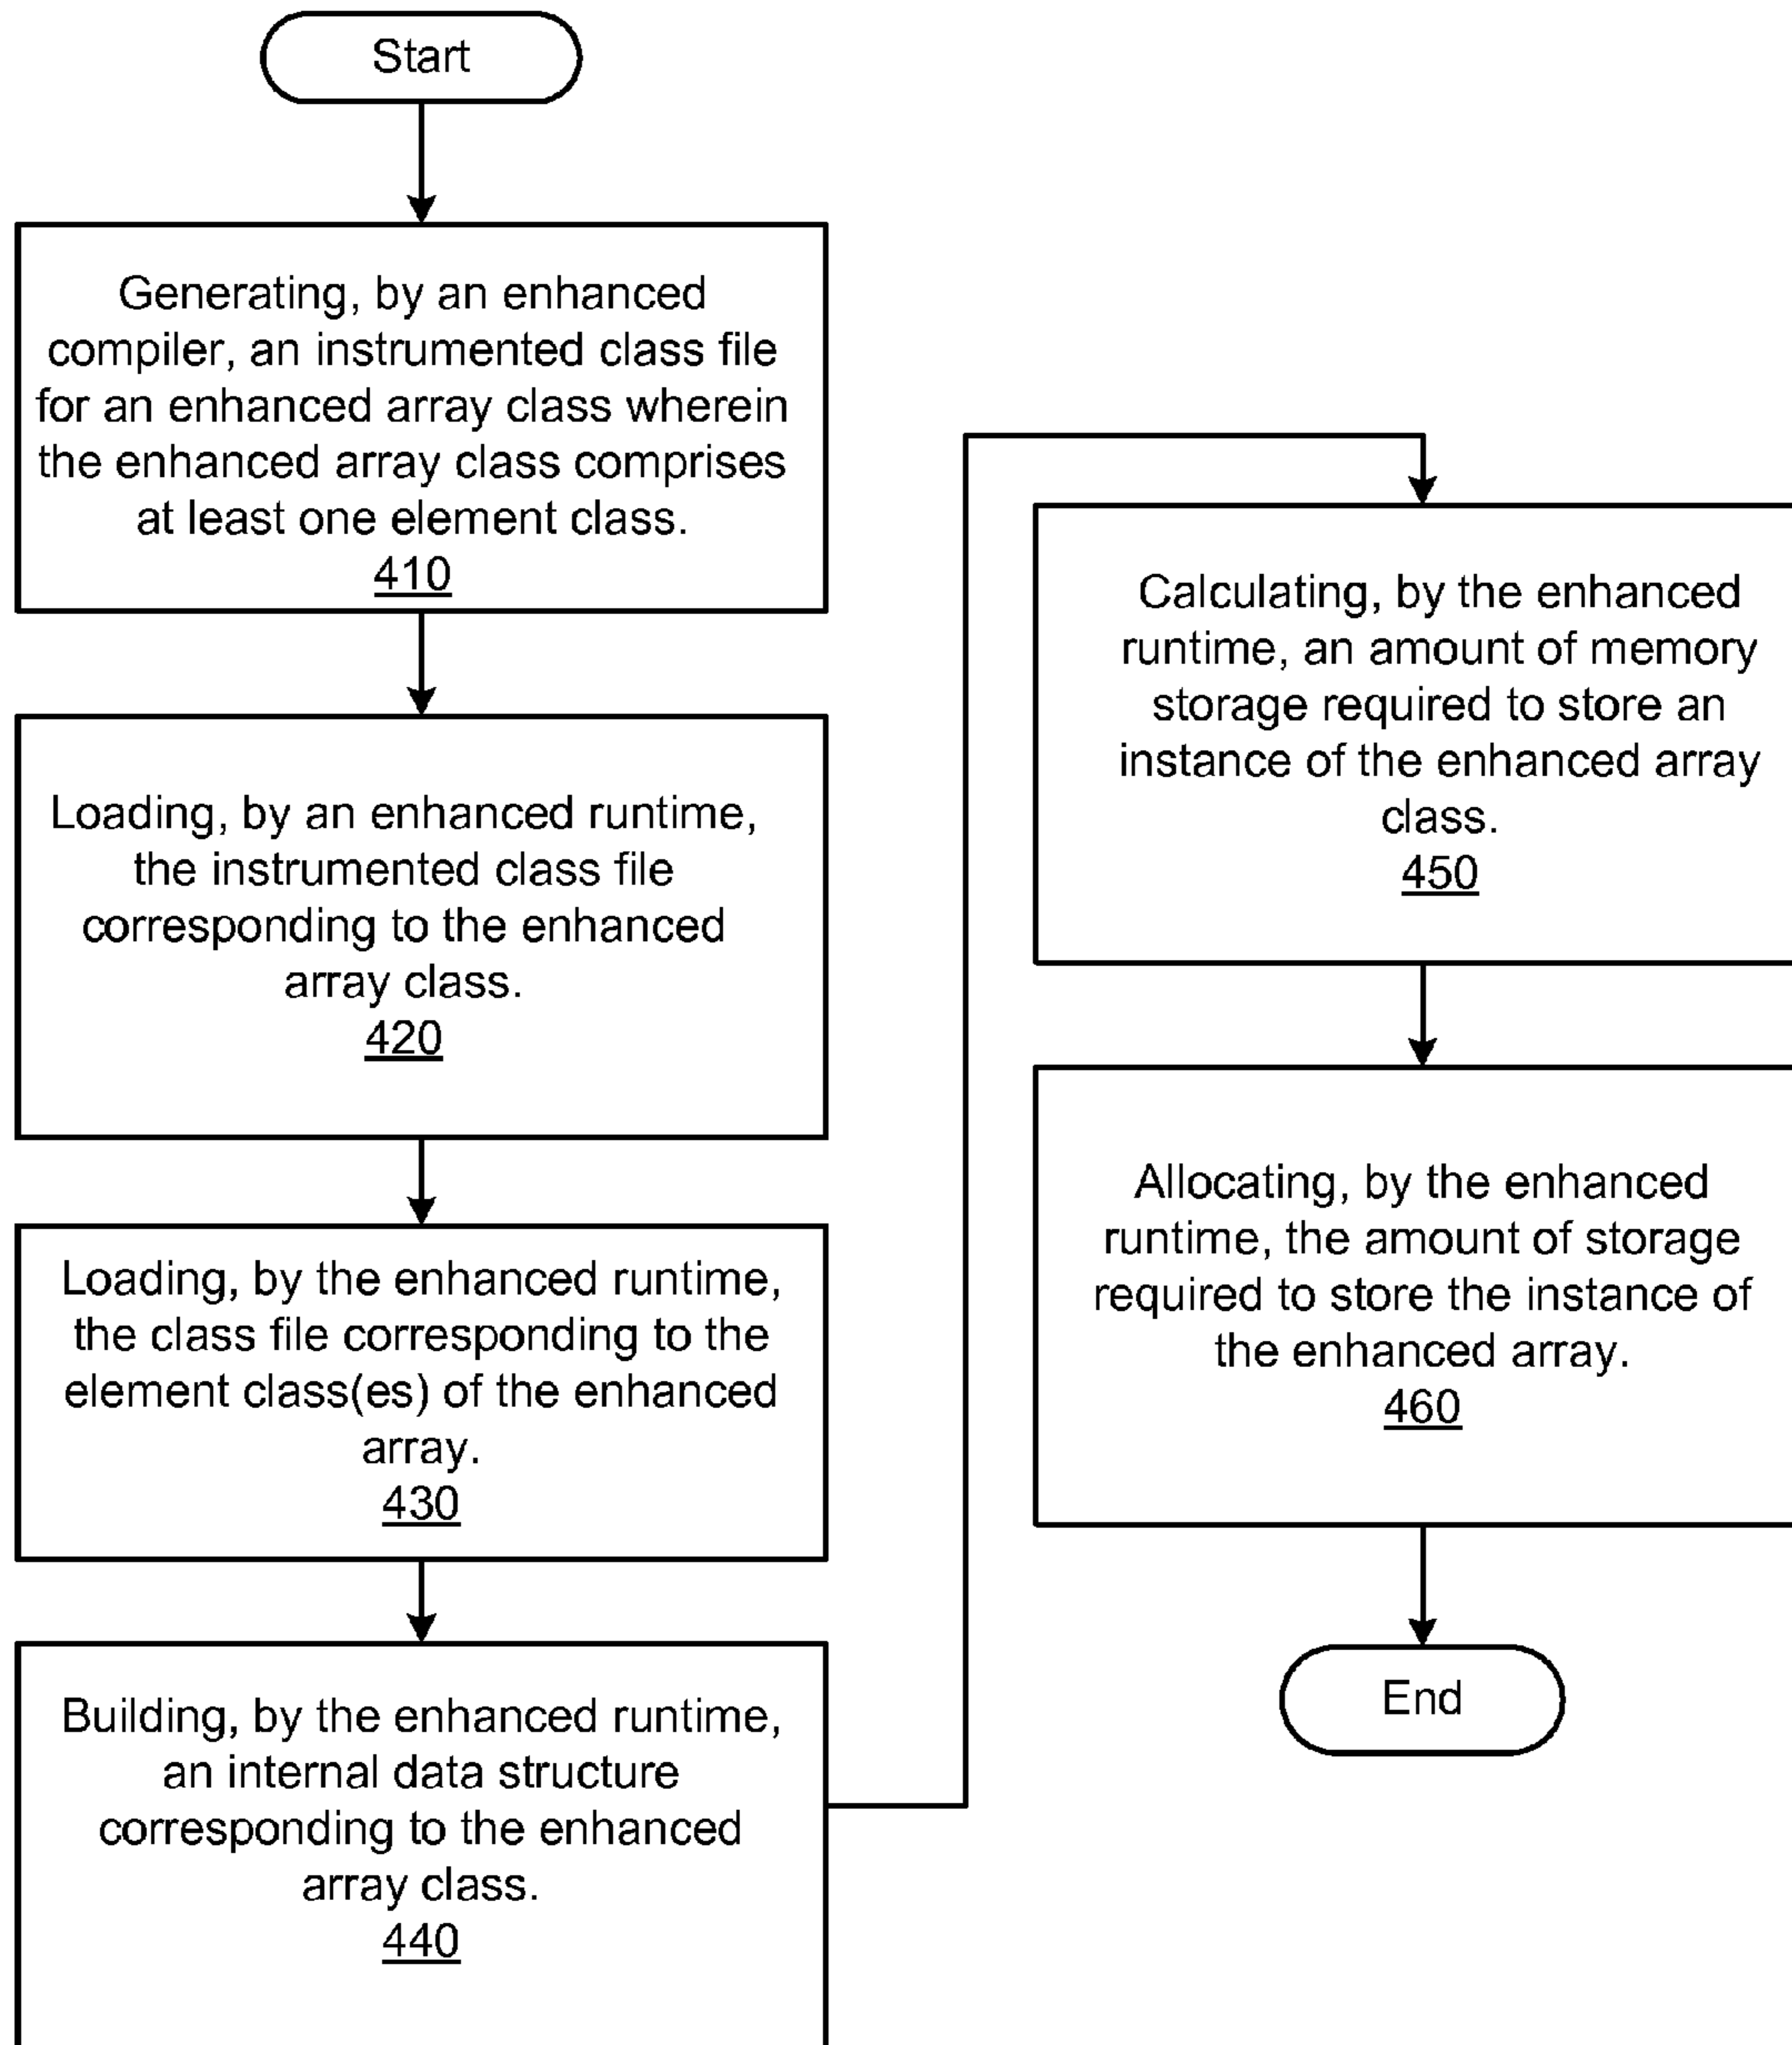 Start
Generating, by an enhanced
compiler, an instrumented class file
for an enhanced array class wherein
the enhanced array class comprises
at least one element class.
410
Loading, by an enhanced runtime,
the instrumented class file
corresponding to the enhanced
array class.
420
Loading, by the enhanced runtime,
the class file corresponding to the
element class(es) of the enhanced
array.
430
Building, by the enhanced runtime,
an internal data structure
corresponding to the enhanced
array class.
440
Calculating, by the enhanced
runtime, an amount of memory
storage required to store an
instance of the enhanced array
class.
450
Allocating, by the enhanced
runtime, the amount of storage
required to store the instance of
the enhanced array.
460
End